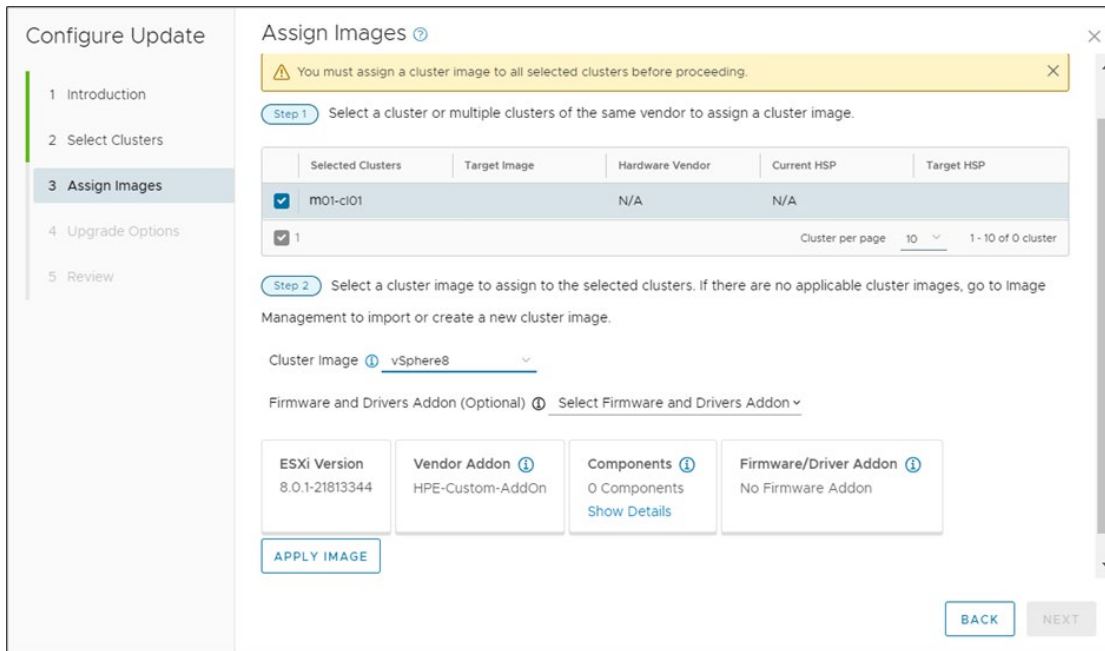 Configure Update
1 Introduction
2 Select Clusters
3 Assign Images
4 Upgrade Options
5 Review
Assign Images
You must assign a cluster image to all selected clusters before proceeding.
Step 1 Select a cluster or multiple clusters of the same vendor to assign a cluster image.
Selected Clusters Target Image Hardware Vendor Current HSP Target HSP
m01-cl01 N/A N/A
1 Cluster per page 10 1 - 10 of 0 cluster
Step 2 Select a cluster image to assign to the selected clusters. If there are no applicable cluster images, go to Image
Management to import or create a new cluster image.
Cluster Image vSphere8
Firmware and Drivers Addon (Optional) Select Firmware and Drivers Addon
ESXi Version Vendor Addon Components Firmware/Driver Addon
8.0.1-21813344 HPE-Custom-AddOn 0 Components No Firmware Addon
Show Details
APPLY IMAGE
BACK NEXT